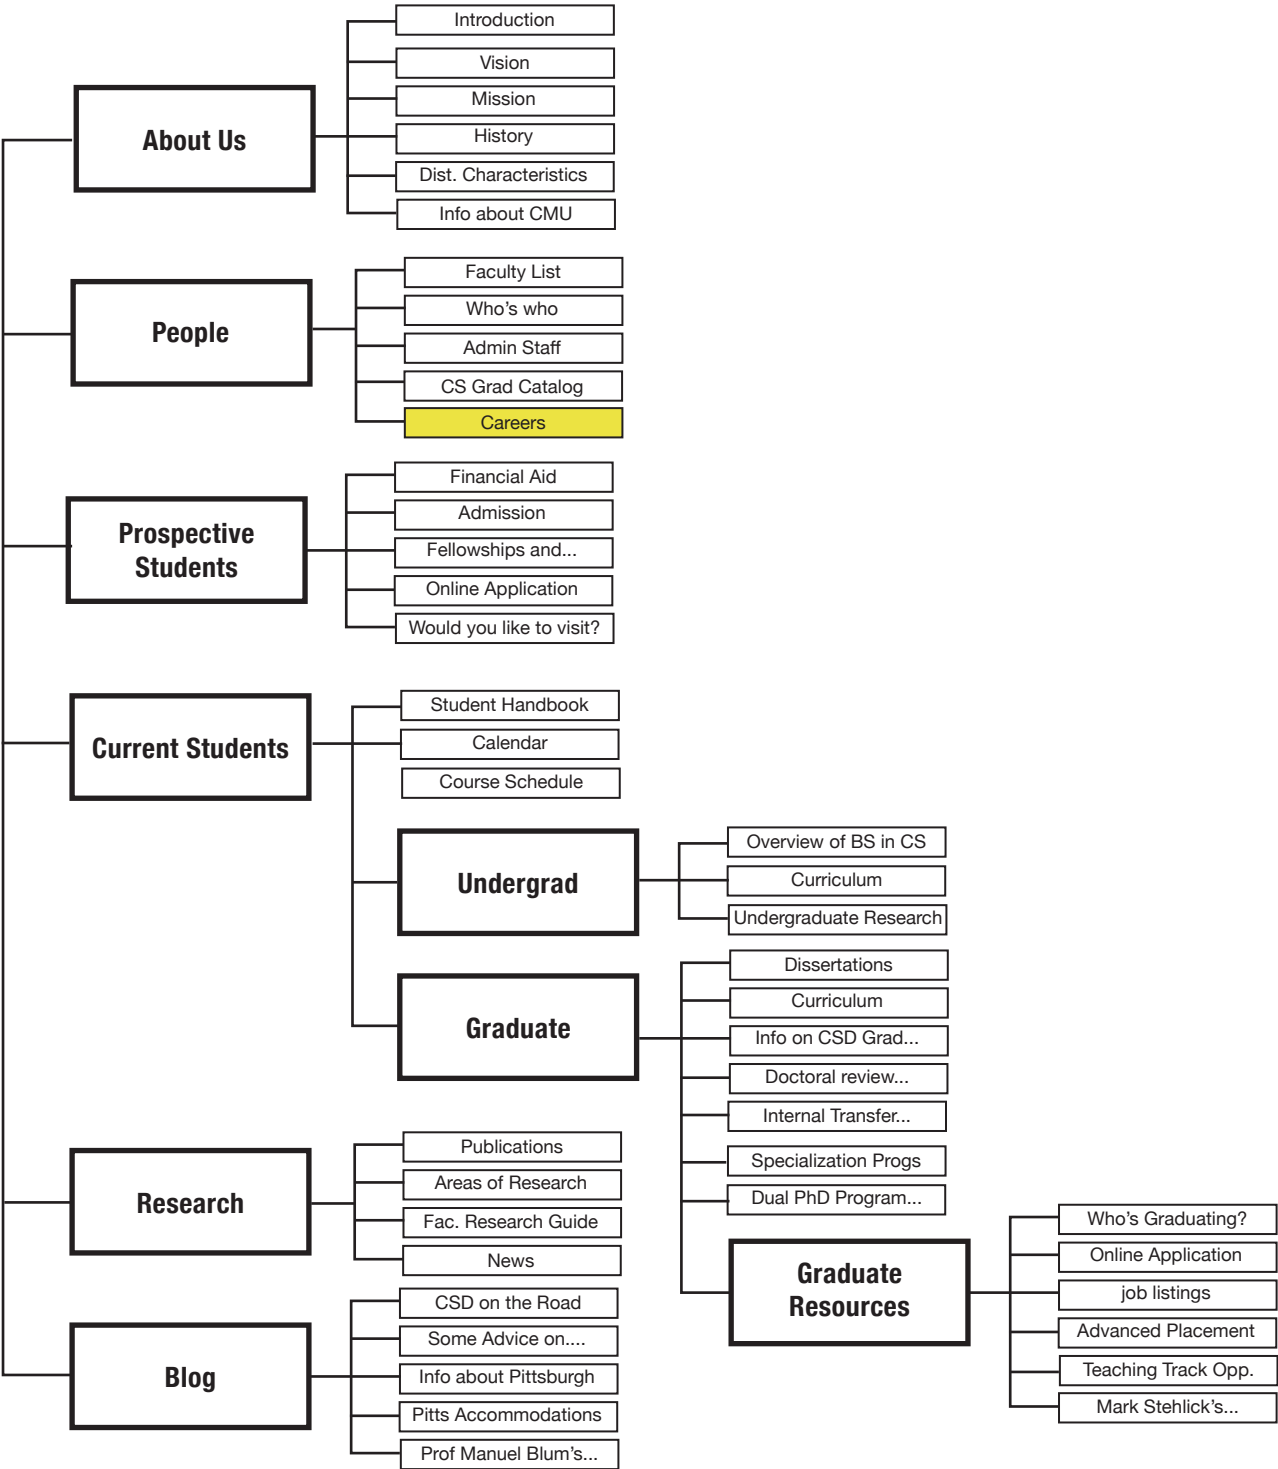 About Us
Introduction
Vision
Mission
History
Dist. Characteristics
Info about CMU
People
Faculty List
Who’s who
Admin Staff
CS Grad Catalog
Careers
Prospective
Students
Financial Aid
Admission
Fellowships and...
Online Application
Would you like to visit?
Current Students
Student Handbook
Calendar
Course Schedule
Undergrad
Overview of BS in CS
Curriculum
Undergraduate Research
Graduate
Dissertations
Curriculum
Info on CSD Grad...
Doctoral review...
Internal Transfer...
Specialization Progs
Dual PhD Program...
Graduate
Resources
Who’s Graduating?
Online Application
job listings
Advanced Placement
Teaching Track Opp.
Mark Stehlick’s...
Research
Publications
Areas of Research
Fac. Research Guide
News
Blog
CSD on the Road
Some Advice on....
Info about Pittsburgh
Pitts Accommodations
Prof Manuel Blum’s...